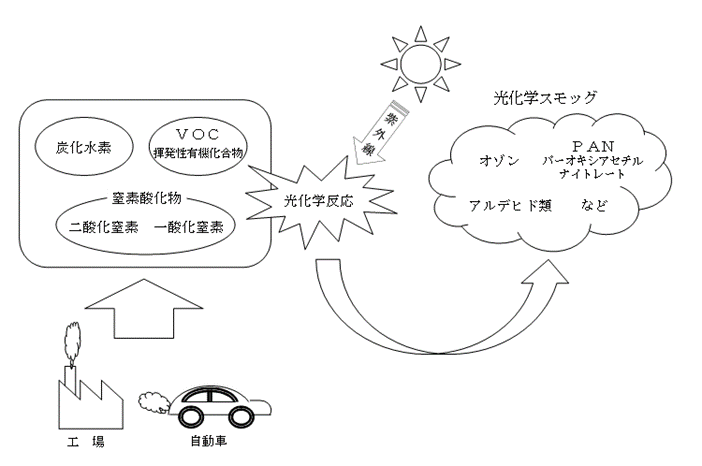 光化学スモッグ
紫外線
炭化水素
ＶＯＣ
揮発性有機化合物
窒素酸化物
二酸化窒素　一酸化窒素
光化学反応
オゾン
ＰＡＮ
パーオキシアセチル
ナイトレート
アルデヒド類　など
工　場
自動車